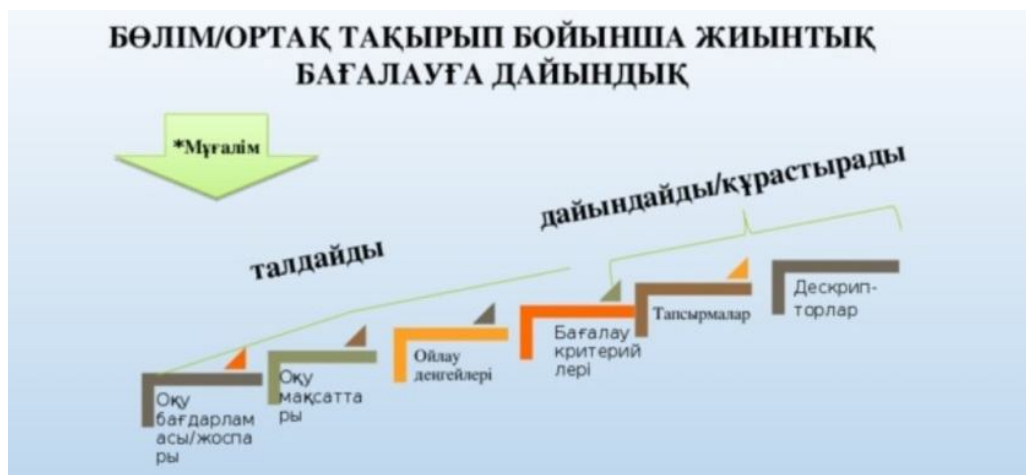 БӨЛІМ/ОРТАҚ ТАҚЫРЫП БОЙЫНША ЖИЫНТЫҚ
БАҒАЛАУҒА ДАЙЫНДЫҚ
*Мұғалім
талдайды
дайындайды/құрастырады
Оқу
бағдарлам
асы/жоспа
ры
Оқу
мақсатта
ры
Ойлау
деңгейлері
Бағалау
критерий
лері
Тапсырмалар
Дескрип-
торлар